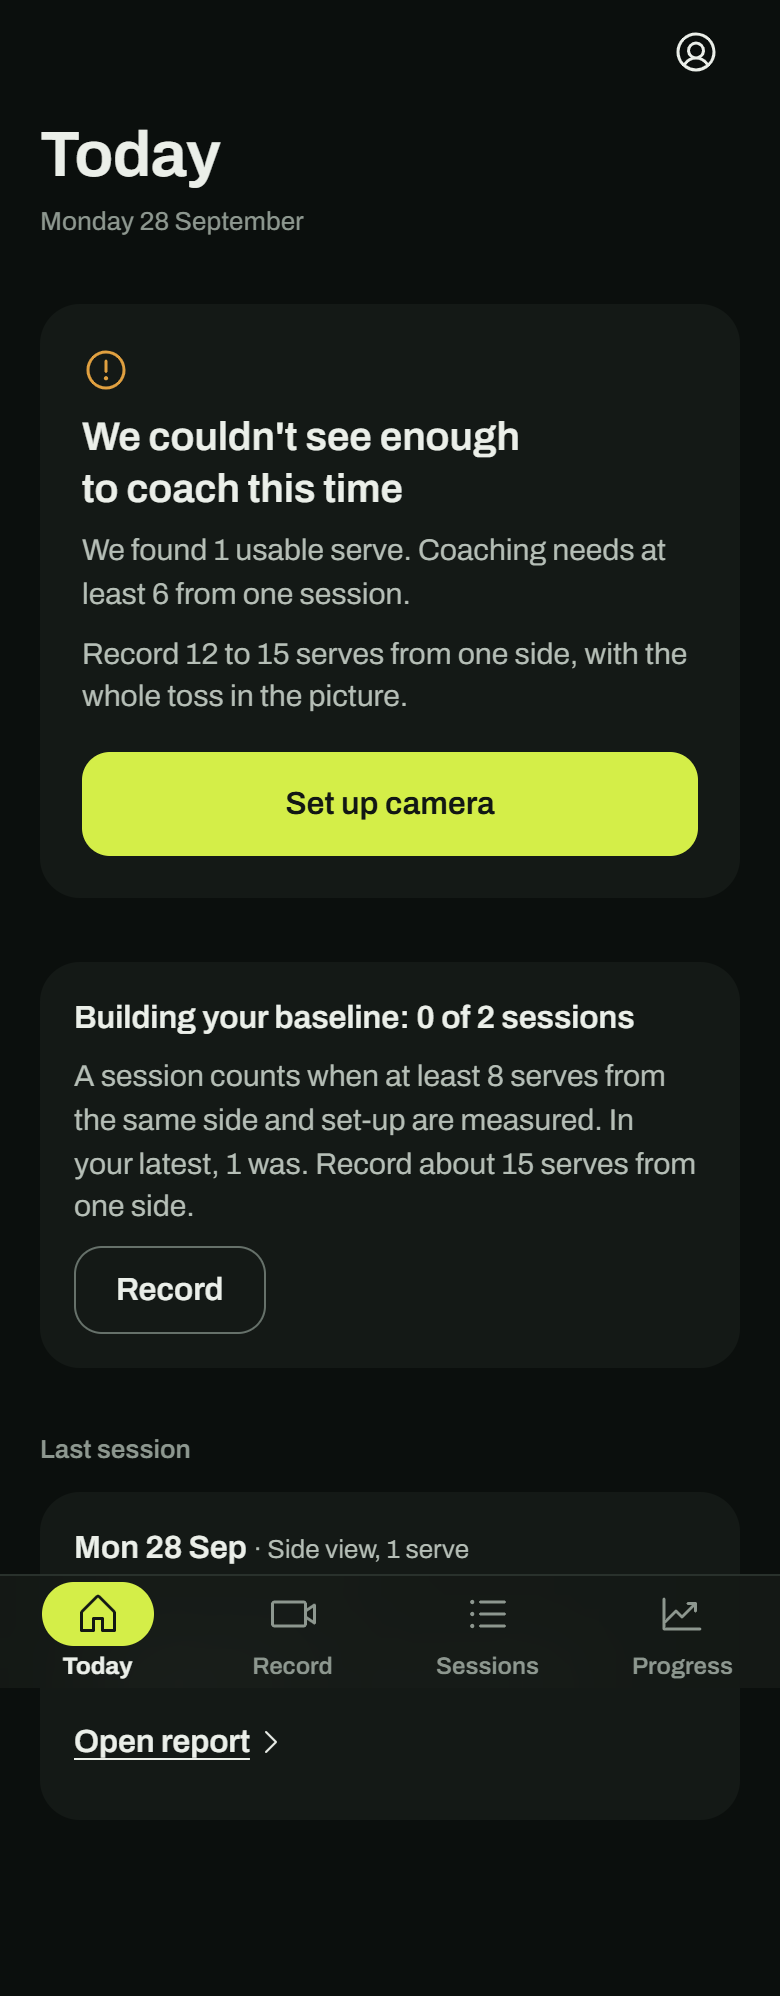 Today
Monday 28 September
We couldn't see enough
to coach this time
We found 1 usable serve. Coaching needs at
least 6 from one session.
Record 12 to 15 serves from one side, with the
whole toss in the picture.
Set up camera
Building your baseline: 0 of 2 sessions
A session counts when at least 8 serves from
the same side and set-up are measured. In
your latest, 1 was. Record about 15 serves from
one side.
Record
Last session
Mon 28 Sep · Side view, 1 serve
Today
Record
Sessions
Progress
Open report